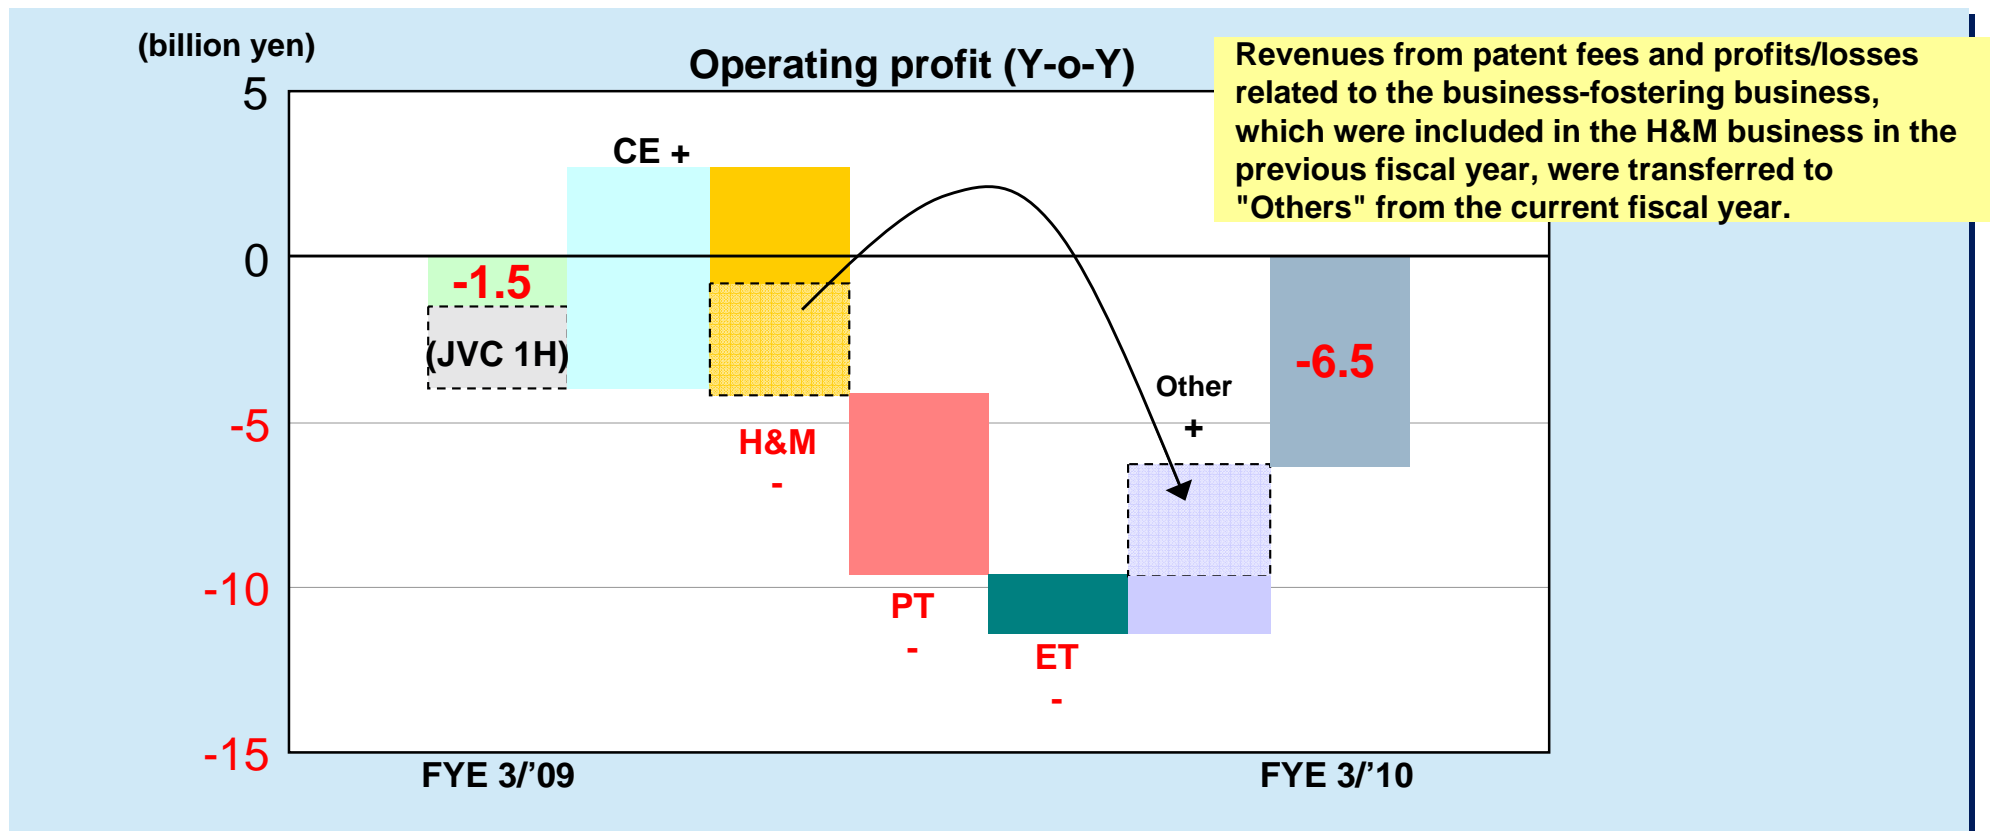 (billion yen)
Operating profit (Y-o-Y)
Revenues from patent fees and profits/losses
related to the business-fostering business,
which were included in the H&M business in the
previous fiscal year, were transferred to
"Others" from the current fiscal year.
5
CE +
0
-1.5
(JVC 1H)
-6.5
Other
+
-5
H&M
-
-10
PT
-
ET
-
-15
FYE 3/’09
FYE 3/’10